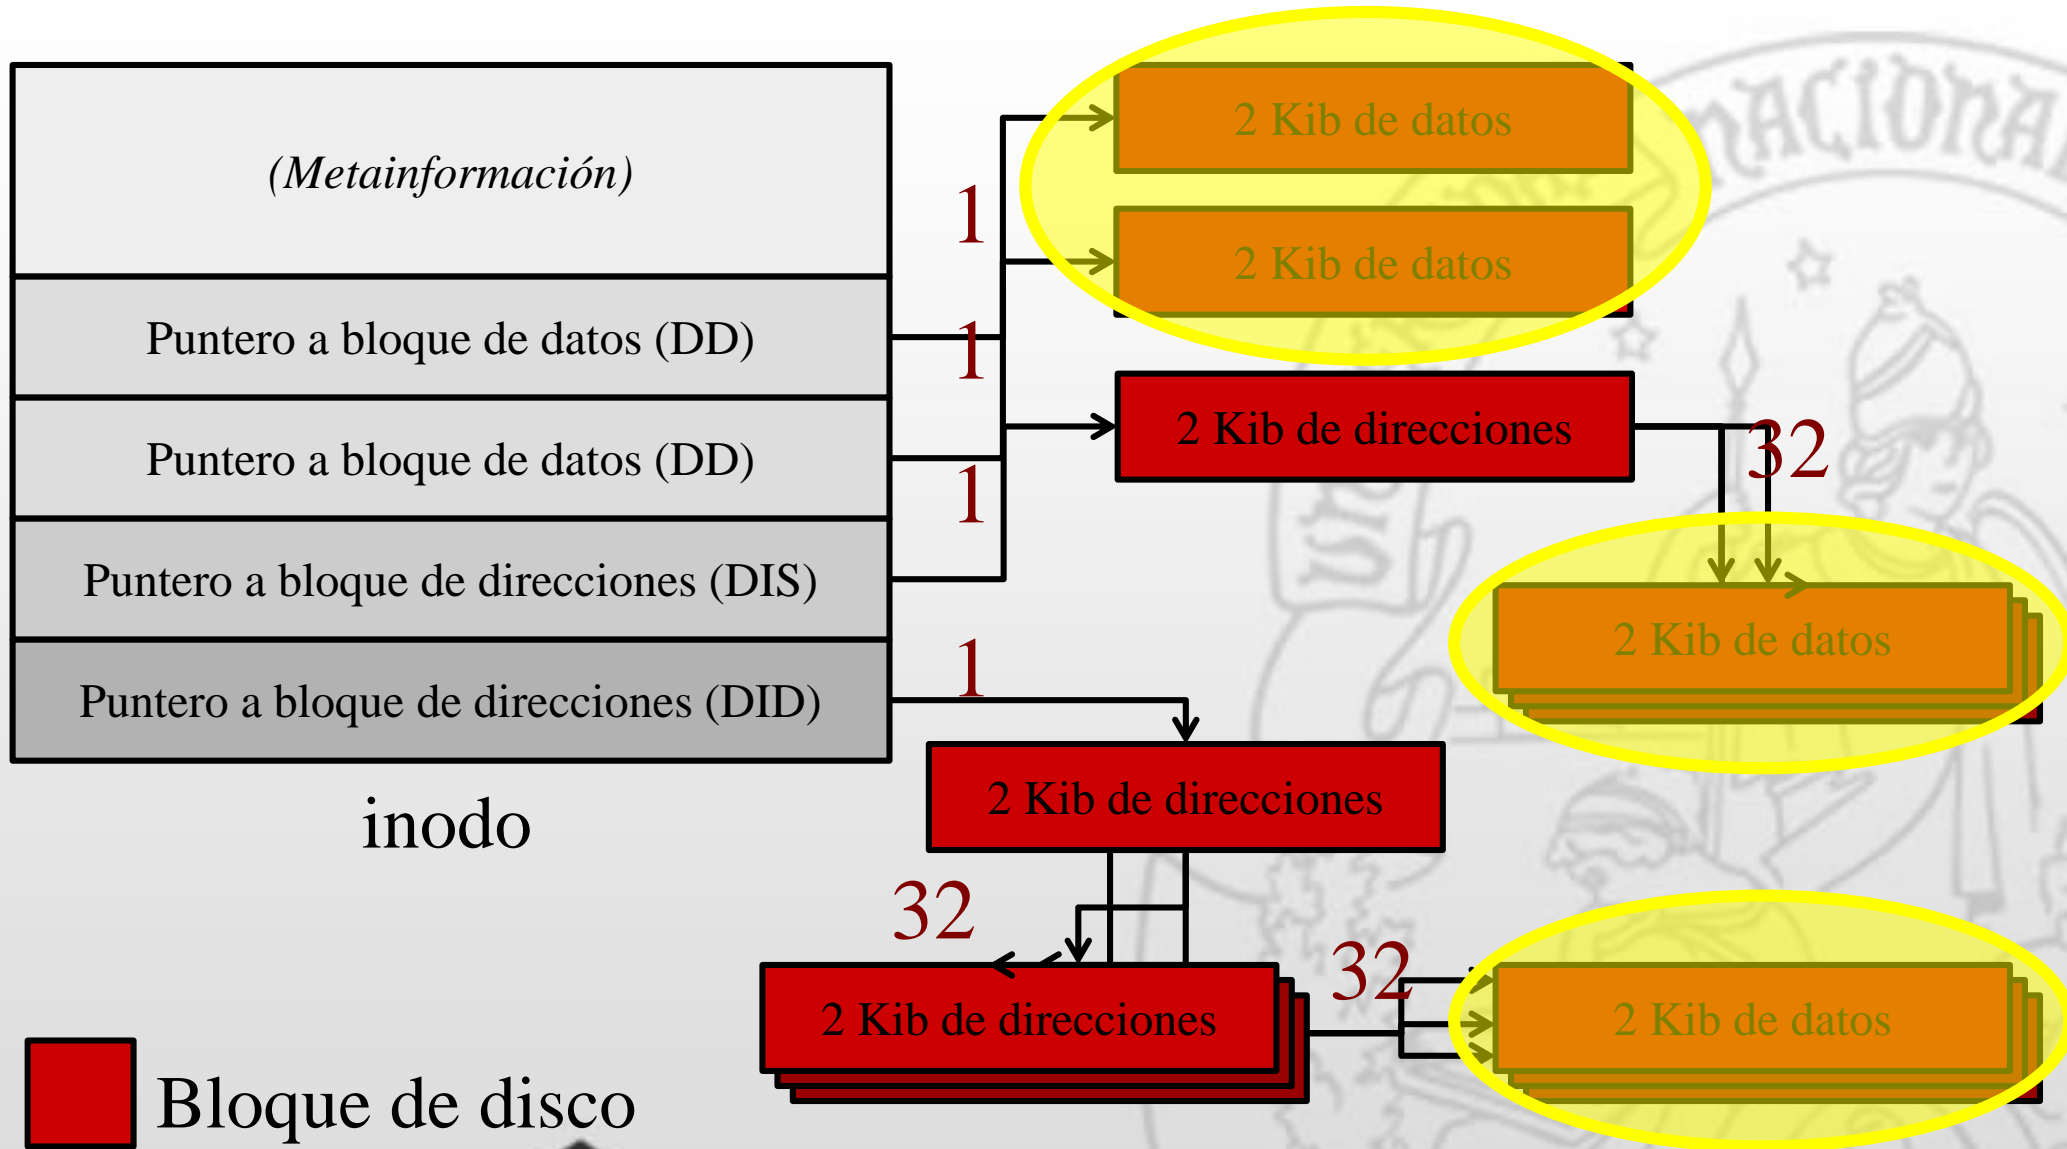 (Metainformación)
Puntero a bloque de datos (DD)
Puntero a bloque de datos (DD)
Puntero a bloque de direcciones (DIS)
Puntero a bloque de direcciones (DID)
inodo
1
1
1
1
2 Kib de datos
2 Kib de datos
2 Kib de direcciones
32
2 Kib de datos
2 Kib de direcciones
32
2 Kib de direcciones
32
2 Kib de datos
Bloque de disco
NACIONAL